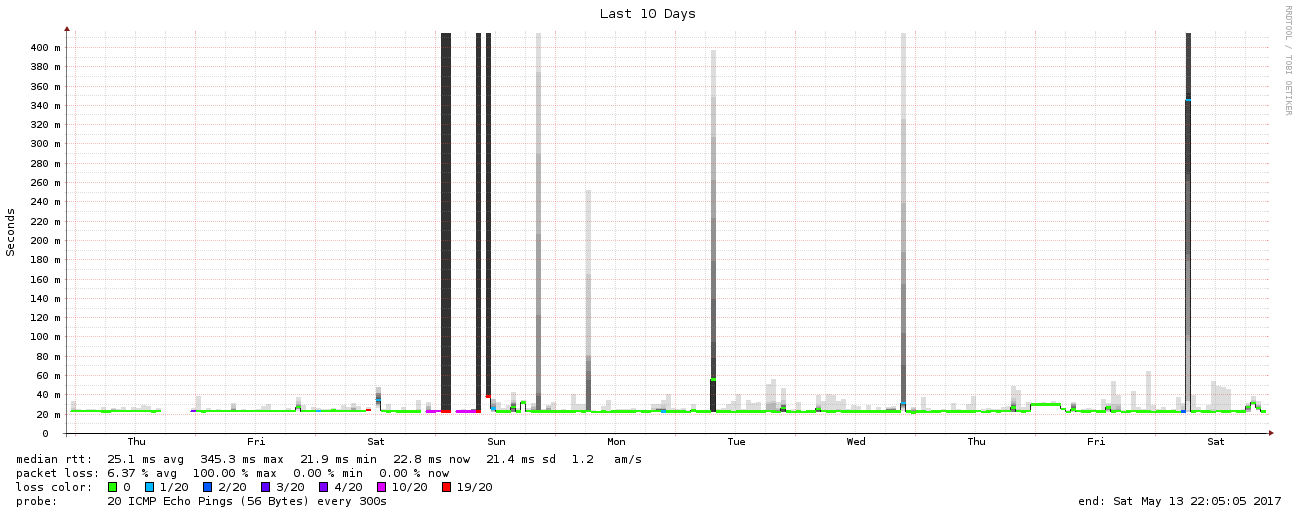 Last 10 Days
RRDTOOL / TOBI OETIKER
Seconds
400 m
380 m
360 m
340 m
320 m
300 m
280 m
260 m
240 m
220 m
200 m
180 m
160 m
140 m
120 m
100 m
80 m
60 m
40 m
20 m
0
Thu Fri Sat Sun Mon Tue Wed Thu Fri Sat
median rtt: 25.1 ms avg 345.3 ms max 21.9 ms min 22.8 ms now 21.4 ms sd 1.2 am/s
packet loss: 6.37 % avg 100.00 % max 0.00 % min 0.00 % now
loss color: 0 1/20 2/20 3/20 4/20 10/20 19/20
probe: 20 ICMP Echo Pings (56 Bytes) every 300s end: Sat May 13 22:05:05 2017